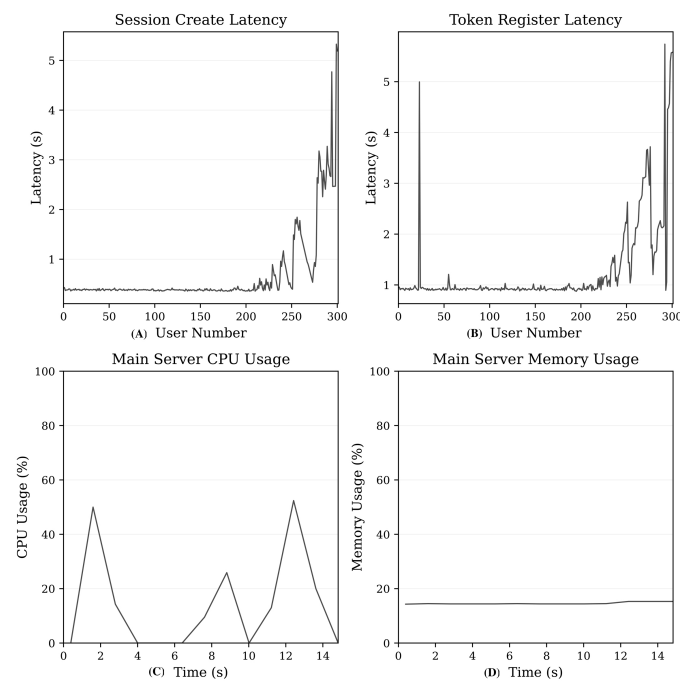 Session Create Latency
Latency (s)
5
4
3
2
1
0 50 100 150 200 250 300
(A) User Number
Token Register Latency
Latency (s)
5
4
3
2
1
0 50 100 150 200 250 300
(B) User Number
Main Server CPU Usage
CPU Usage (%)
100
80
60
40
20
0
0 2 4 6 8 10 12 14
(C) Time (s)
Main Server Memory Usage
Memory Usage (%)
100
80
60
40
20
0
0 2 4 6 8 10 12 14
(D) Time (s)